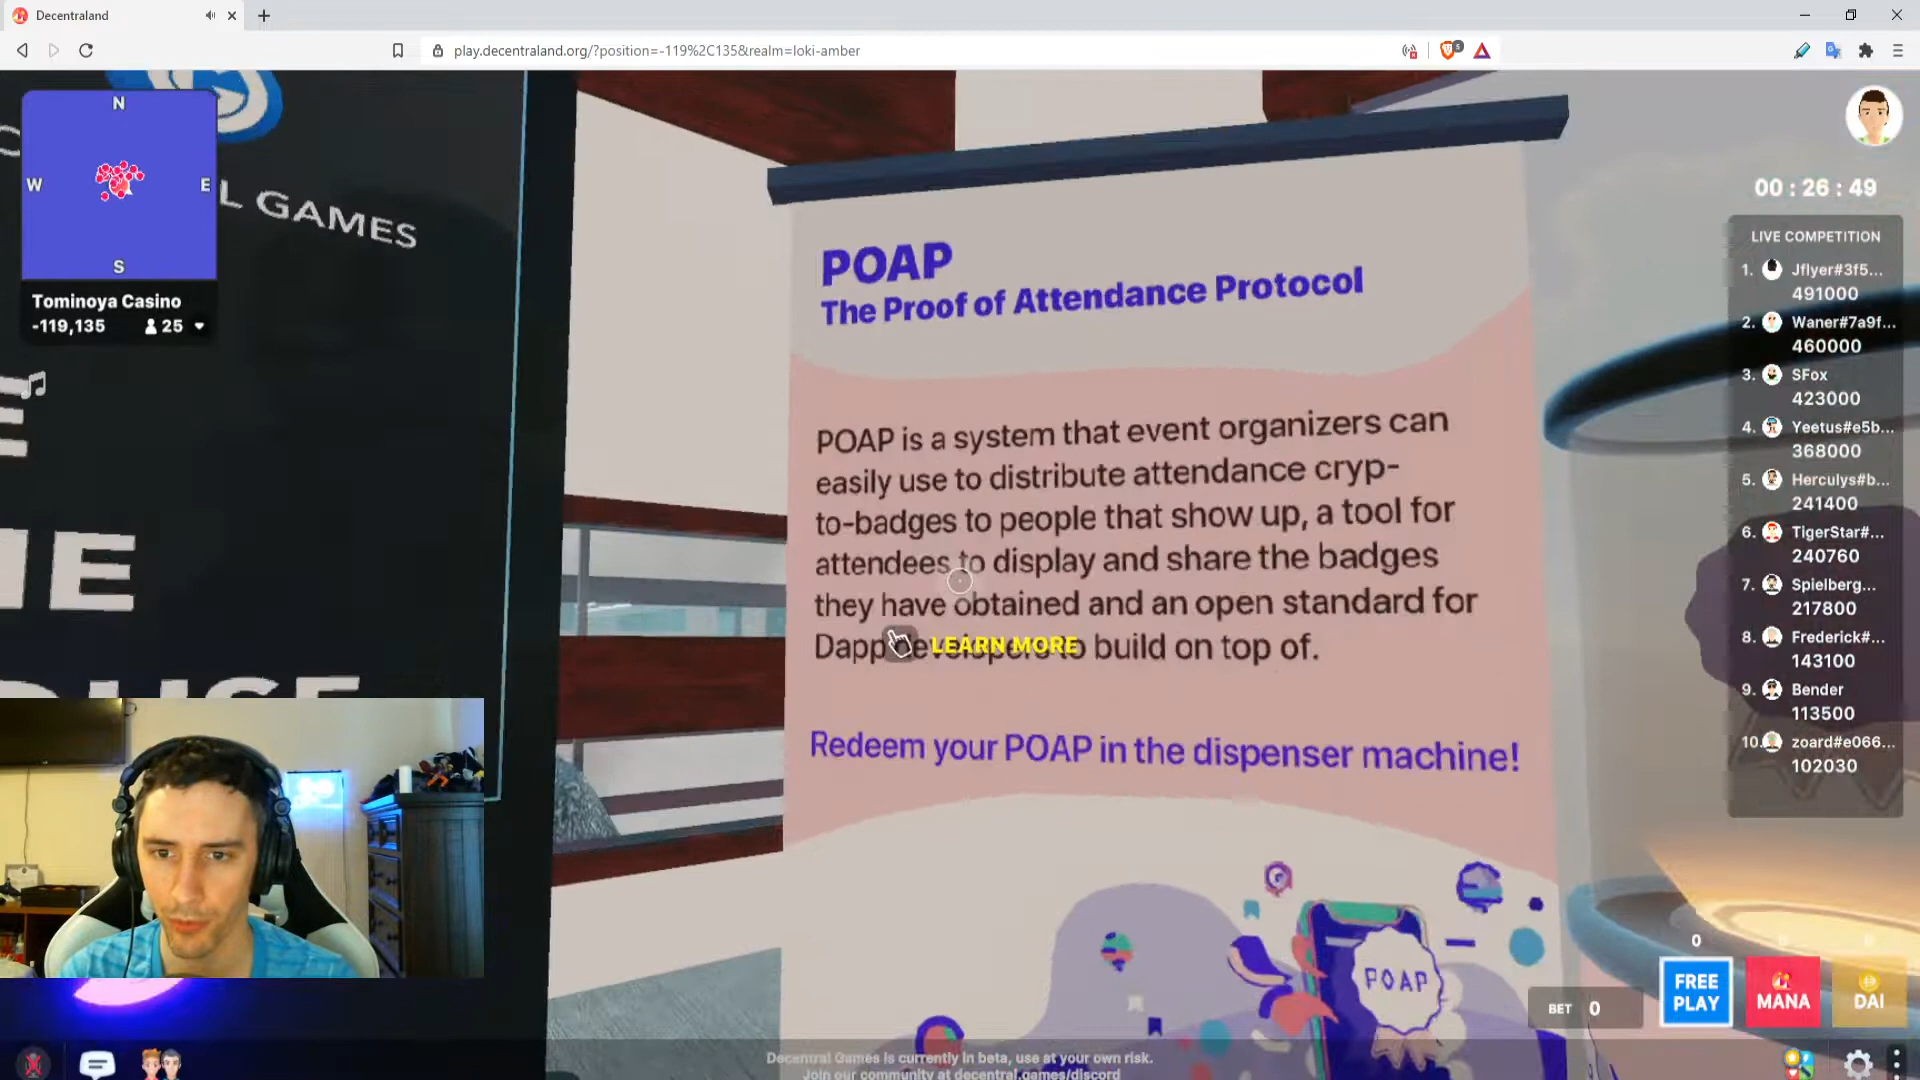 Decentraland
play.decentraland.org/?position=-119%2C135&realm=loki-amber
5
N
W
E
S
Tominoya Casino
-119,135
25
L GAMES
POAP
The Proof of Attendance Protocol
POAP is a system that event organizers can
easily use to distribute attendance cryp-
to-badges to people that show up, a tool for
attendees to display and share the badges
they have obtained and an open standard for
Dapp developers to build on top of.
LEARN MORE
Redeem your POAP in the dispenser machine!
POAP
00 : 26 : 49
LIVE COMPETITION
1. Jflyer#3f5...
491000
2. Waner#7a9f...
460000
3. SFox
423000
4. Yeetus#e5b...
368000
5. Herculys#b...
241400
6. TigerStar#...
240760
7. Spielberg...
217800
8. Frederick#...
143100
9. Bender
113500
10. zoard#e066...
102030
0
BET 0
FREE
PLAY
MANA
DAI
Decentral Games is currently in beta, use at your own risk.
Join our community at decentral.games/discord